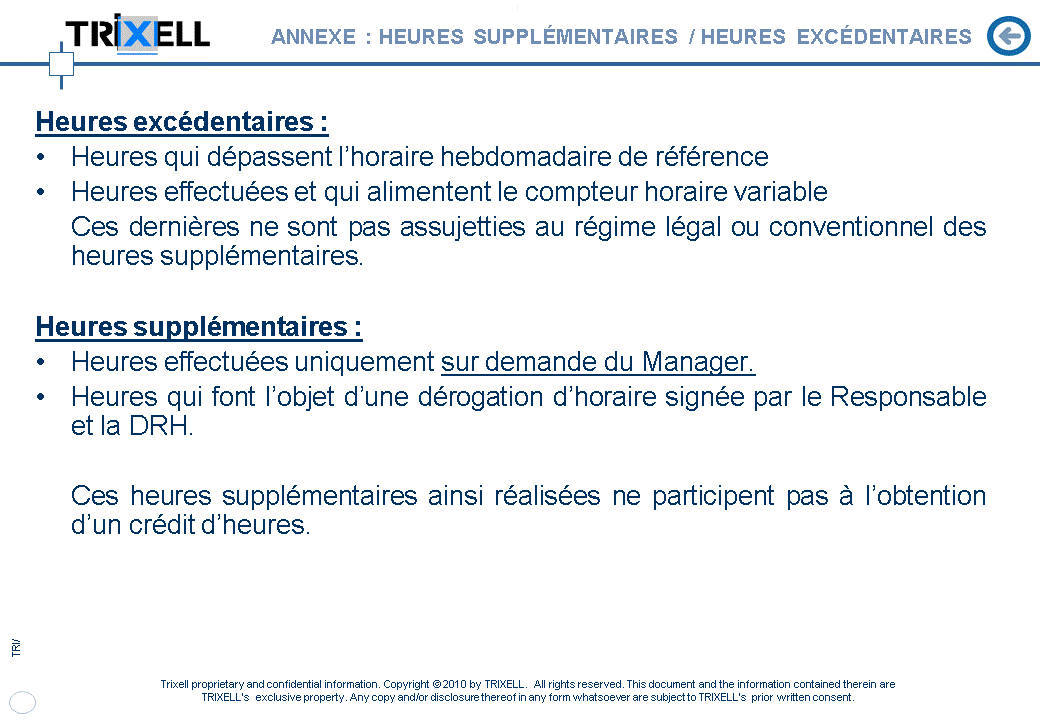 TRiXELL
ANNEXE : HEURES SUPPLÉMENTAIRES / HEURES EXCÉDENTAIRES
Heures excédentaires :
• Heures qui dépassent l’horaire hebdomadaire de référence
• Heures effectuées et qui alimentent le compteur horaire variable
Ces dernières ne sont pas assujetties au régime légal ou conventionnel des
heures supplémentaires.
Heures supplémentaires :
• Heures effectuées uniquement sur demande du Manager.
• Heures qui font l’objet d’une dérogation d’horaire signée par le Responsable
et la DRH.
Ces heures supplémentaires ainsi réalisées ne participent pas à l’obtention
d’un crédit d’heures.
TRI/
Trixell proprietary and confidential information. Copyright © 2010 by TRIXELL. All rights reserved. This document and the information contained therein are
TRIXELL's exclusive property. Any copy and/or disclosure thereof in any form whatsoever are subject to TRIXELL's prior written consent.